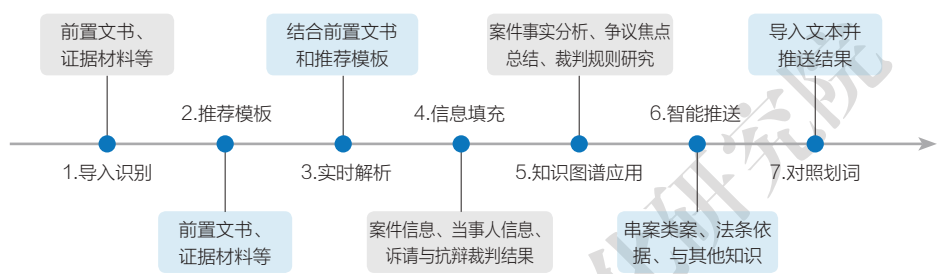 前置文书、
证据材料等
结合前置文书
和推荐模板
案件事实分析、争议焦点
总结、裁判规则研究
导入文本并
推送结果
2.推荐模板
4.信息填充
6.智能推送
1.导入识别
3.实时解析
5.知识图谱应用
7.对照划词
前置文书、
证据材料等
案件信息、当事人信息、
诉请与抗辩裁判结果
串案类案、法条依
据、与其他知识
研究院